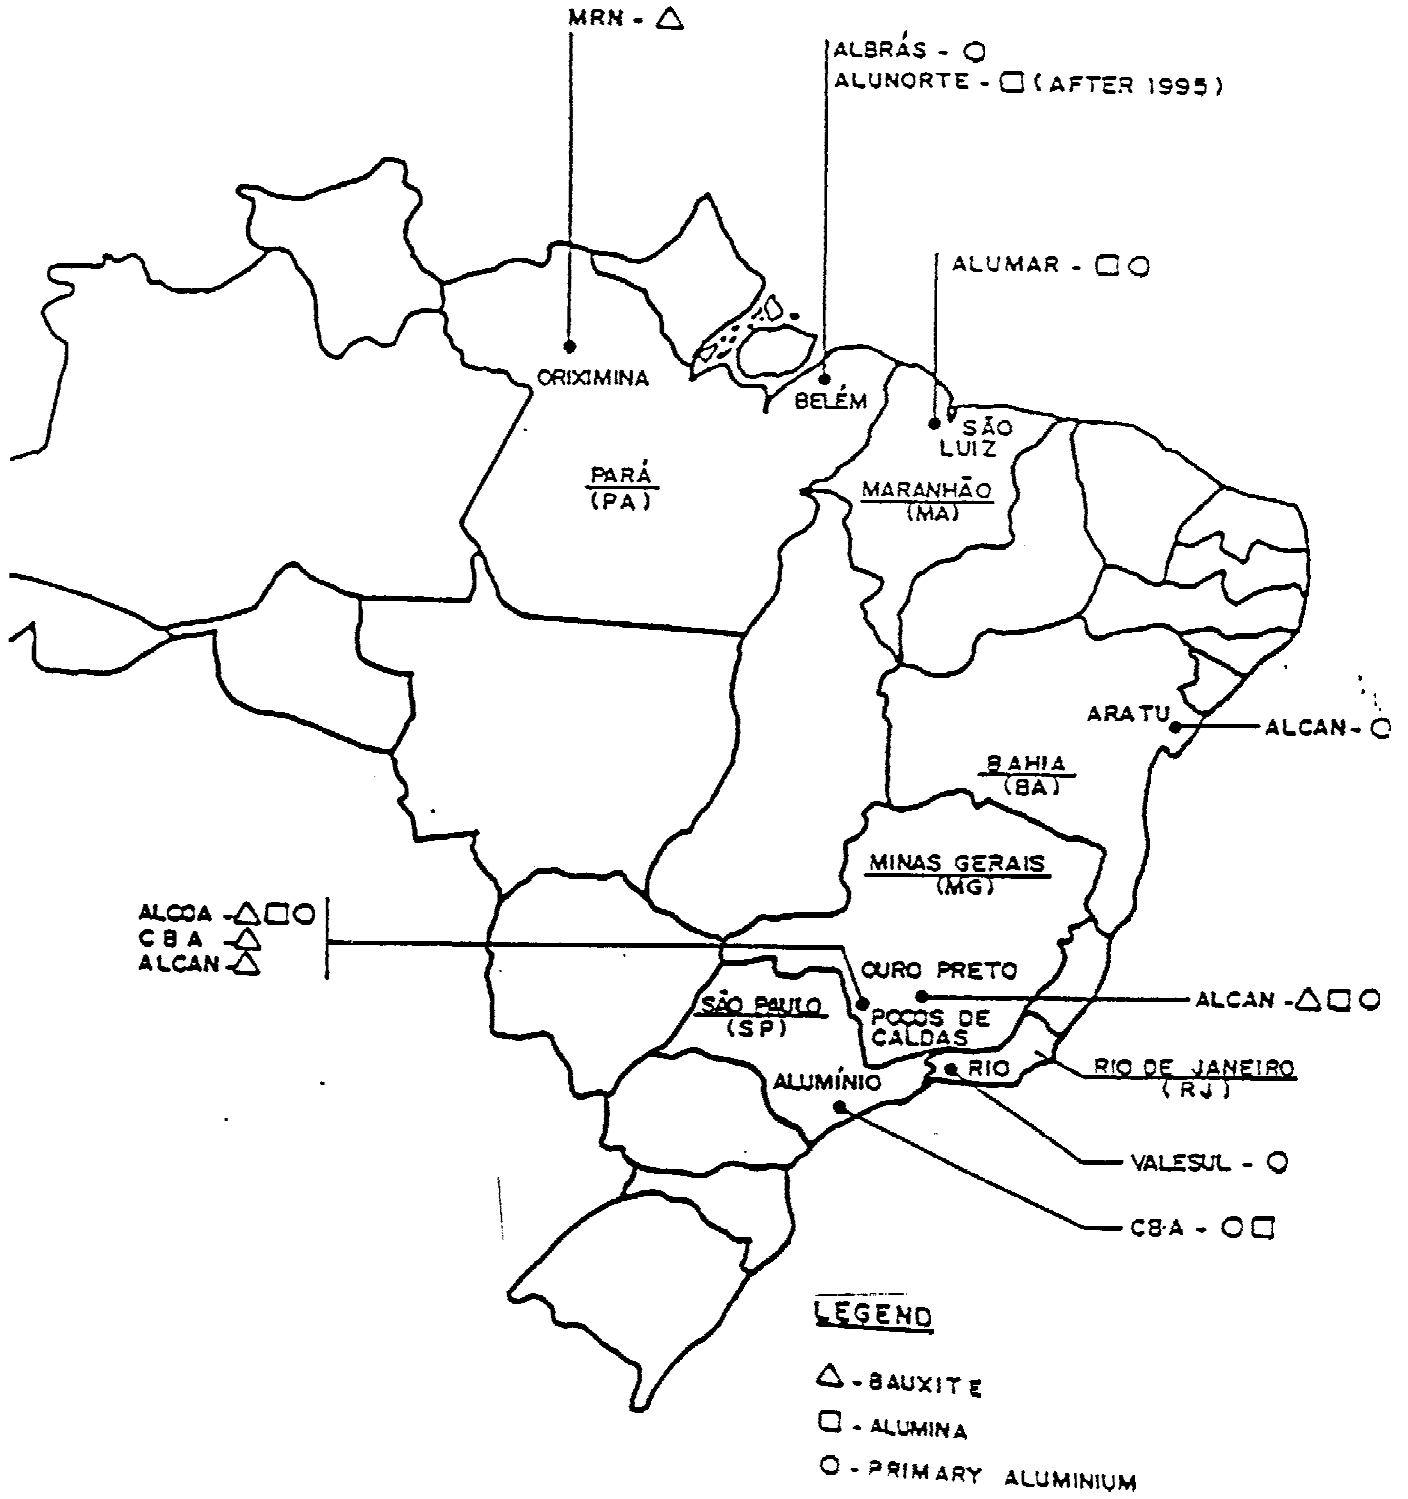 MRN -
ALBRÁS -
ALUNORTE - (AFTER 1995)
ALUMAR -
ORIXIMINA
BELÉM
SÃO
LUIZ
PARÁ
(PA)
MARANHÃO
(MA)
ARATU
ALCAN-
BAHIA
(BA)
MINAS GERAIS
(MG)
ALCOA -
CBA -
ALCAN-
OURO PRETO
ALCAN -
SÃO PAULO
(SP)
POCOS DE
CALDAS
RIO
RIO DE JANEIRO
(RJ)
ALUMÍNIO
VALESUL -
CBA -
LEGEND
- BAUXITE
- ALUMINA
- PRIMARY ALUMINIUM